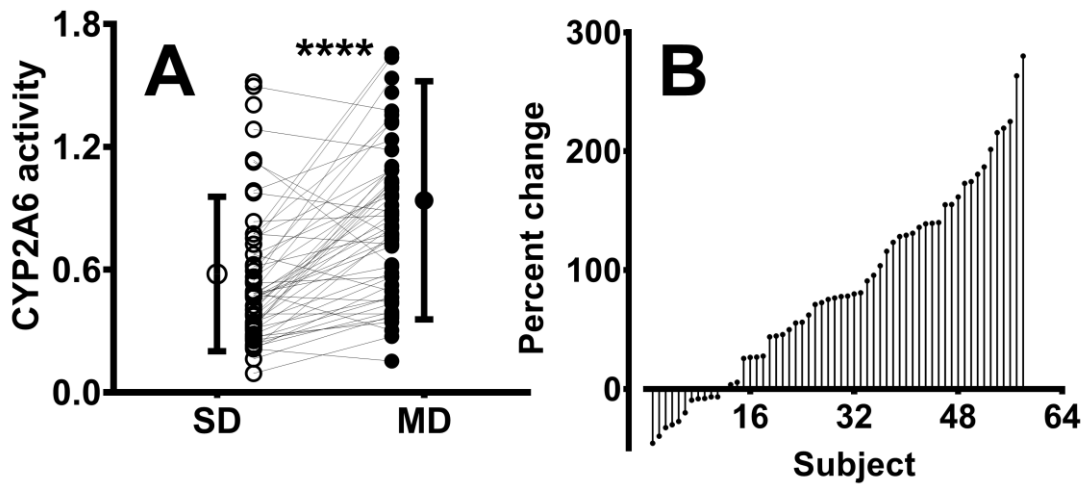 A
****
CYP2A6 activity
1.8
1.2
0.6
0.0
SD
MD
B
Percent change
300
200
100
0
16
32
48
64
Subject